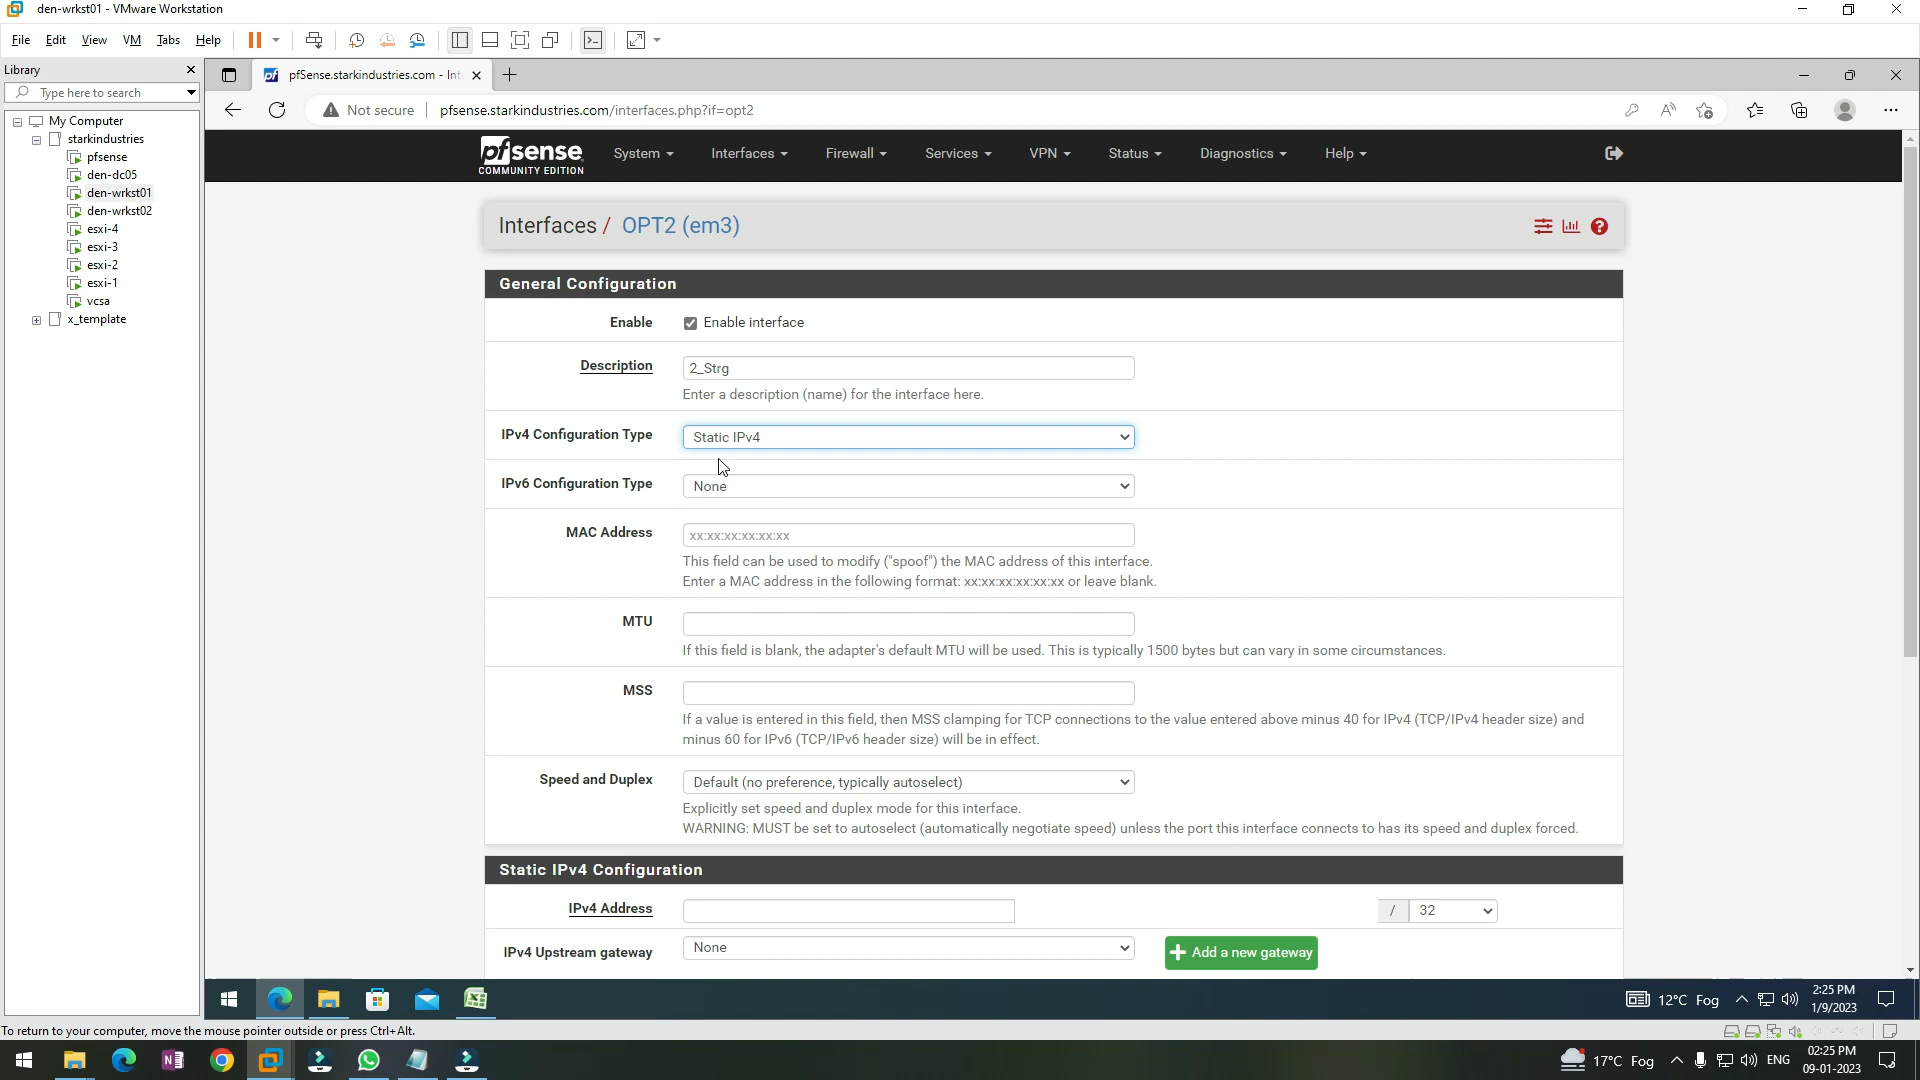 den-wrkst01 - VMware Workstation
File Edit View VM Tabs Help
Library
Type here to search
My Computer
starkindustries
pfsense
den-dc05
den-wrkst01
den-wrkst02
esxi-4
esxi-3
esxi-2
esxi-1
vcsa
x_template
pfSense.starkindustries.com - Int
Not secure pfsense.starkindustries.com/interfaces.php?if=opt2
pfsense COMMUNITY EDITION
System Interfaces Firewall Services VPN Status Diagnostics Help
Interfaces / OPT2 (em3)
General Configuration
Enable Enable interface
Description 2_Strg
Enter a description (name) for the interface here.
IPv4 Configuration Type Static IPv4
IPv6 Configuration Type None
MAC Address xx:xx:xx:xx:xx:xx
This field can be used to modify ("spoof") the MAC address of this interface.
Enter a MAC address in the following format: xx:xx:xx:xx:xx:xx or leave blank.
MTU
If this field is blank, the adapter's default MTU will be used. This is typically 1500 bytes but can vary in some circumstances.
MSS
If a value is entered in this field, then MSS clamping for TCP connections to the value entered above minus 40 for IPv4 (TCP/IPv4 header size) and
minus 60 for IPv6 (TCP/IPv6 header size) will be in effect.
Speed and Duplex Default (no preference, typically autoselect)
Explicitly set speed and duplex mode for this interface.
WARNING: MUST be set to autoselect (automatically negotiate speed) unless the port this interface connects to has its speed and duplex forced.
Static IPv4 Configuration
IPv4 Address / 32
IPv4 Upstream gateway None Add a new gateway
12°C Fog 2:25 PM
1/9/2023
To return to your computer, move the mouse pointer outside or press Ctrl+Alt.
17°C Fog ENG 02:25 PM
09-01-2023